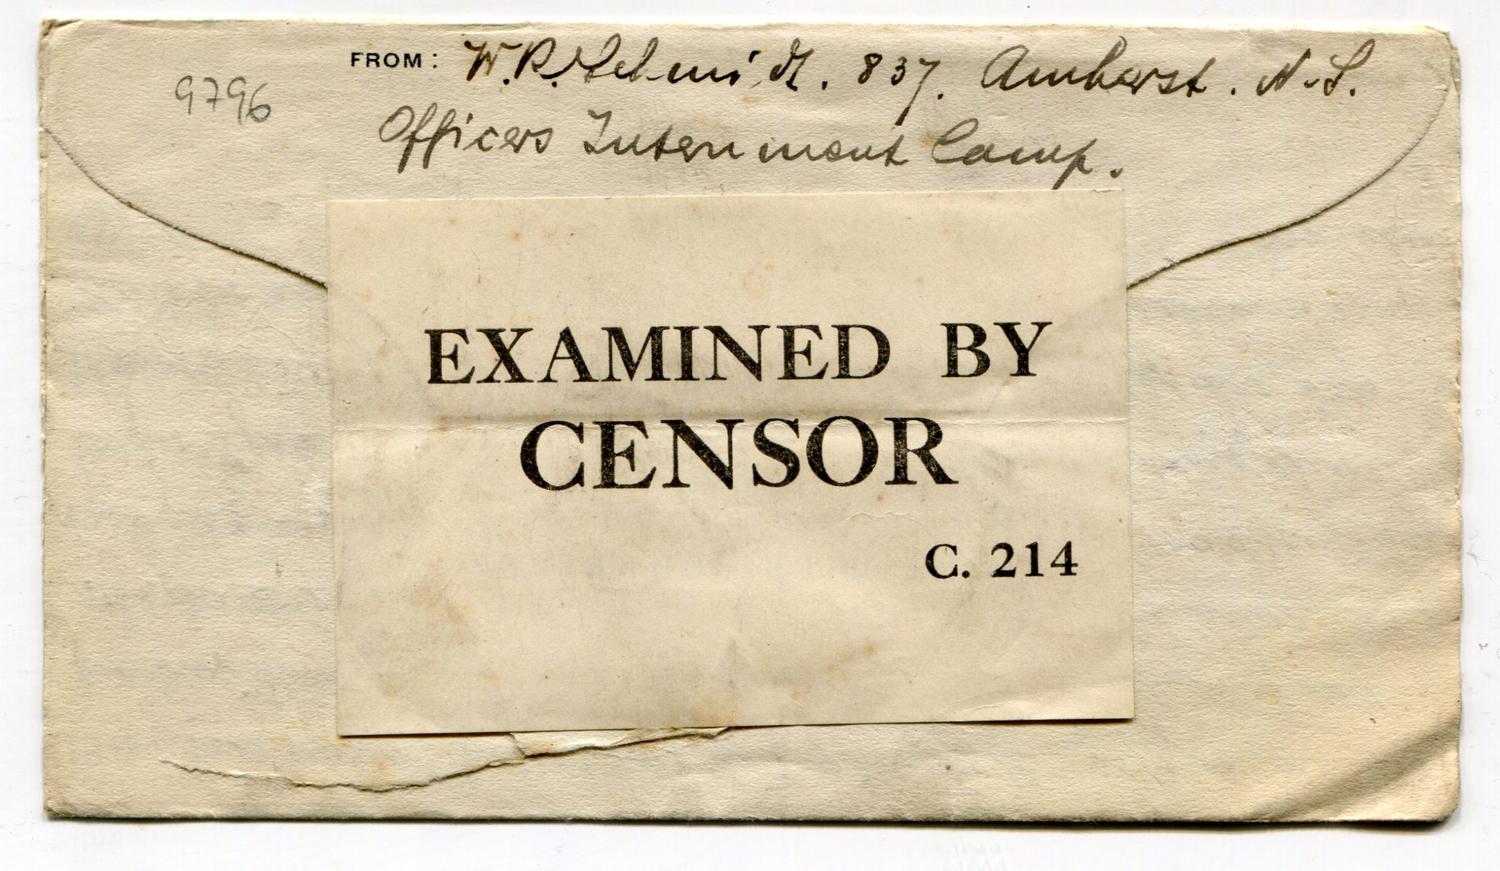 FROM: W.R. Schmidt. 837. Amherst. N.S.
9796
Officers Internment Camp.
EXAMINED BY
CENSOR
C. 214